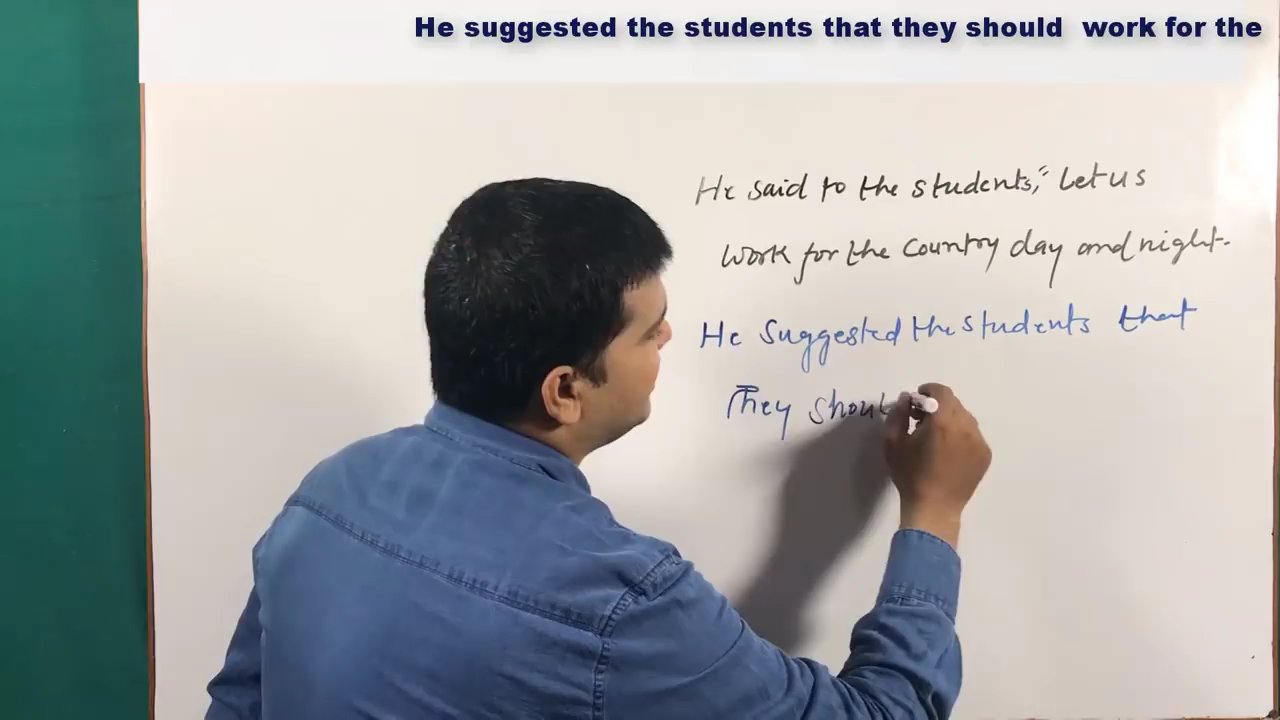 He suggested the students that they should work for the
He said to the students, "Let us
work for the country day and night.
He suggested the students that
They shoul